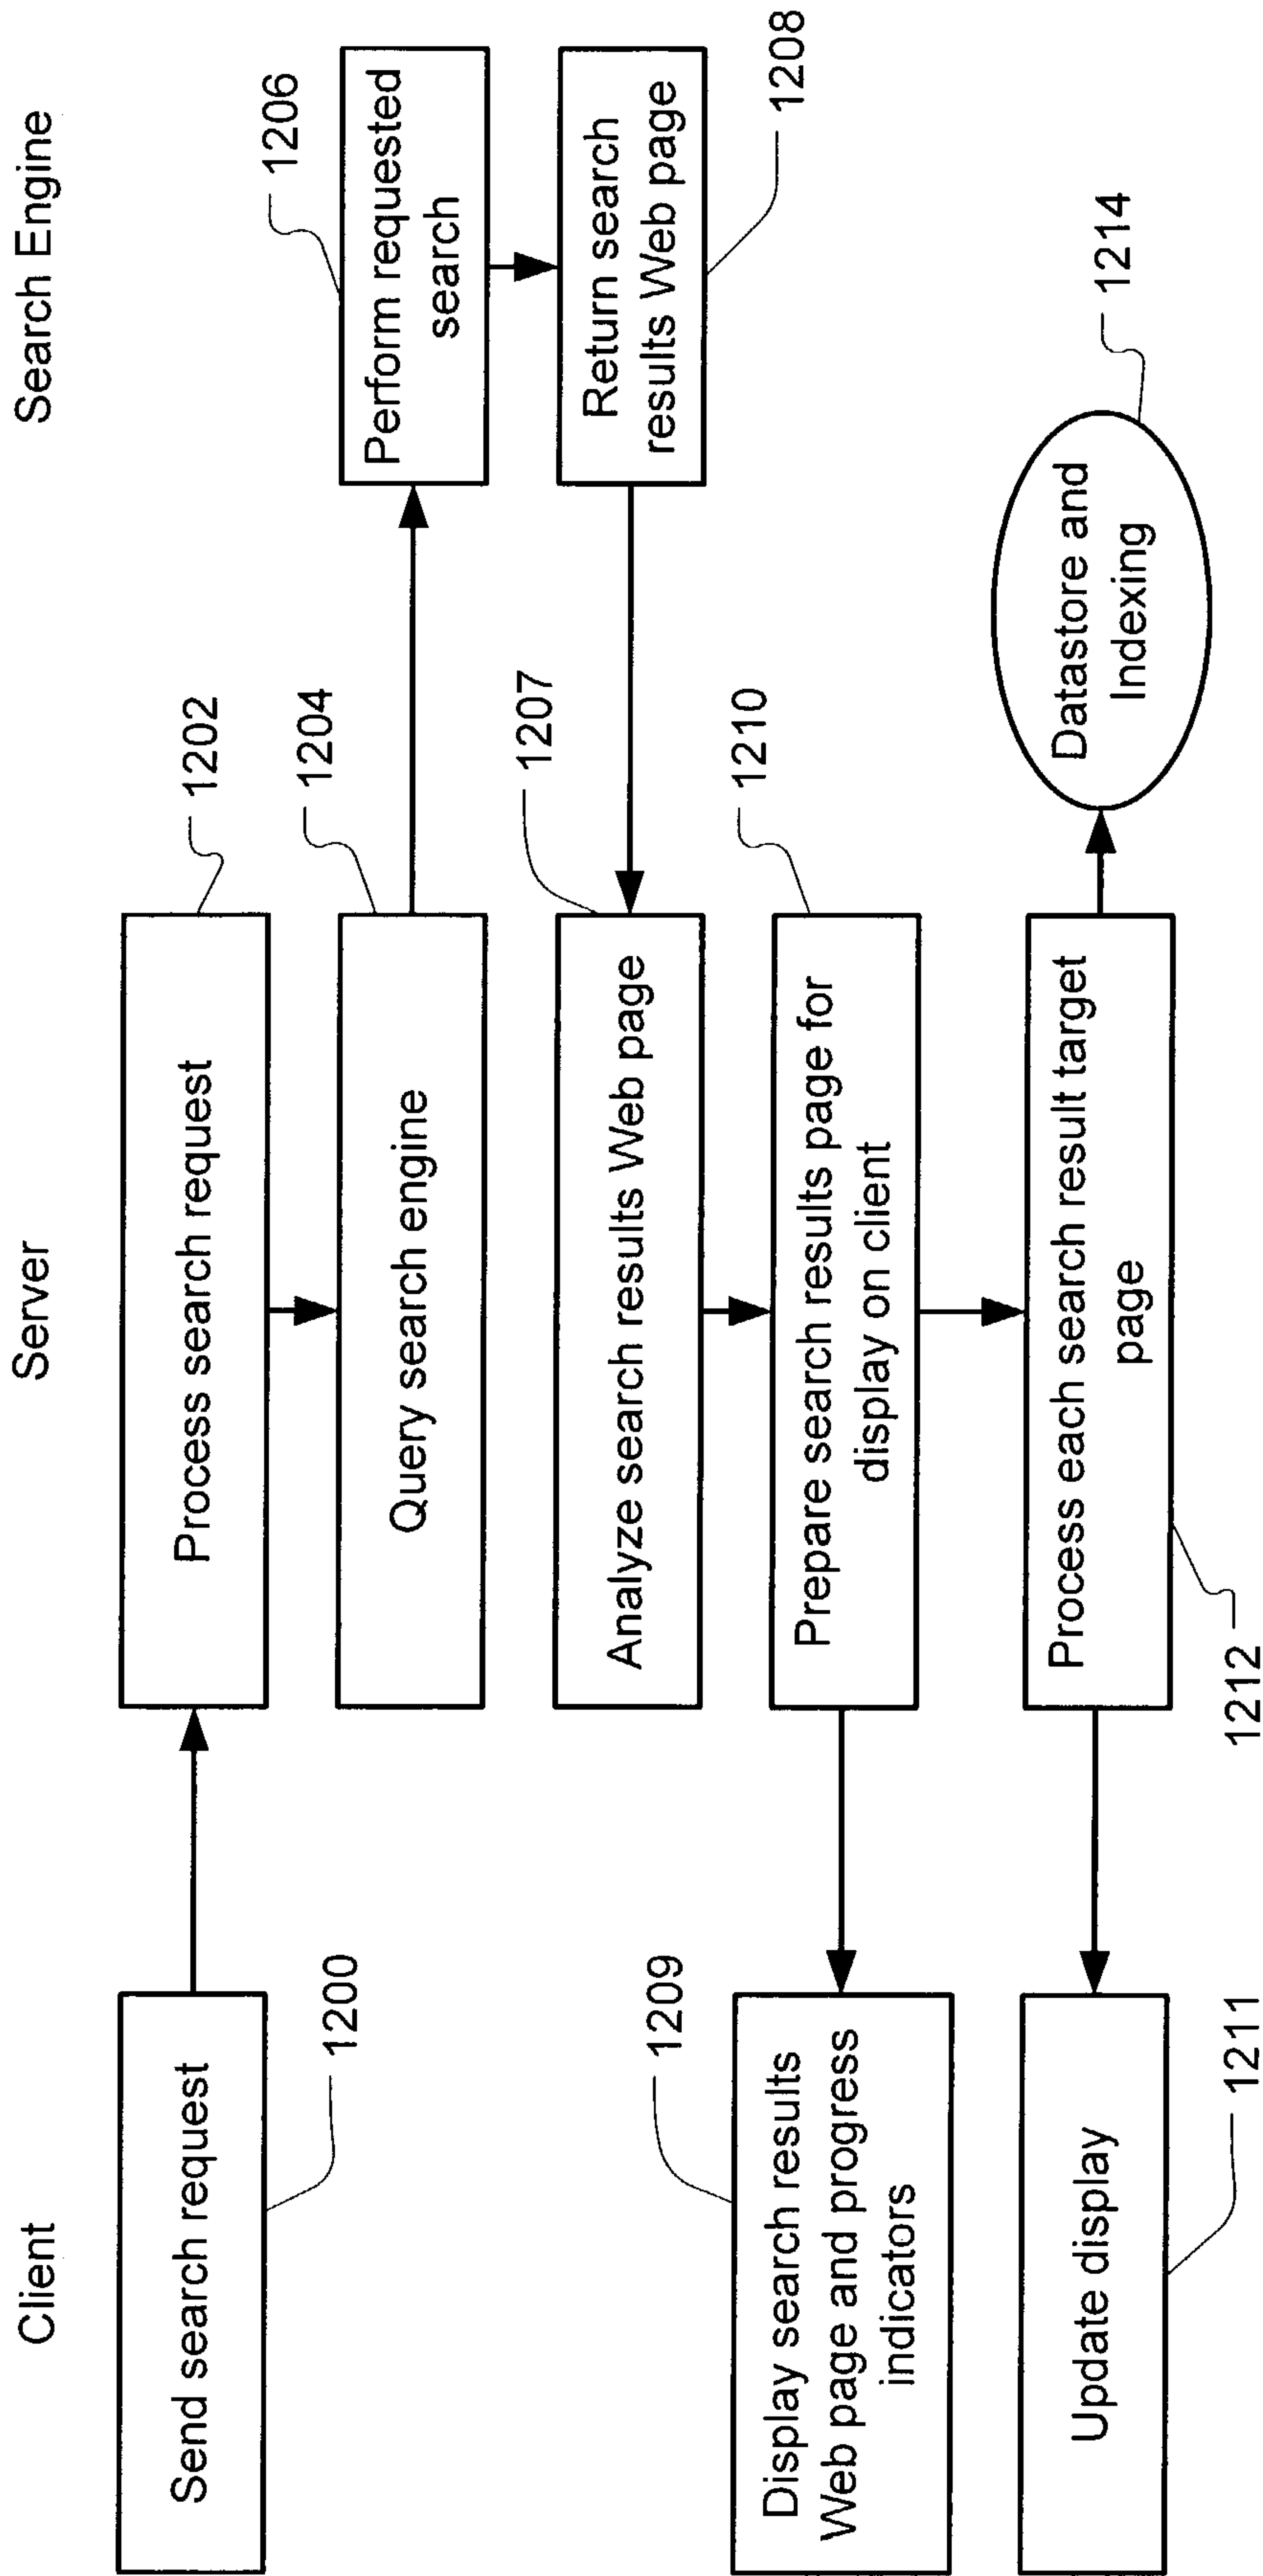 Client
Server
Search Engine
Send search request
1200
Process search request
1202
Query search engine
1204
Perform requested
search
1206
Return search
results Web page
1208
Analyze search results Web page
1207
Prepare search results page for
display on client
1210
Display search results
Web page and progress
indicators
1209
Process each search result target
page
1212
Update display
1211
Datastore and
Indexing
1214